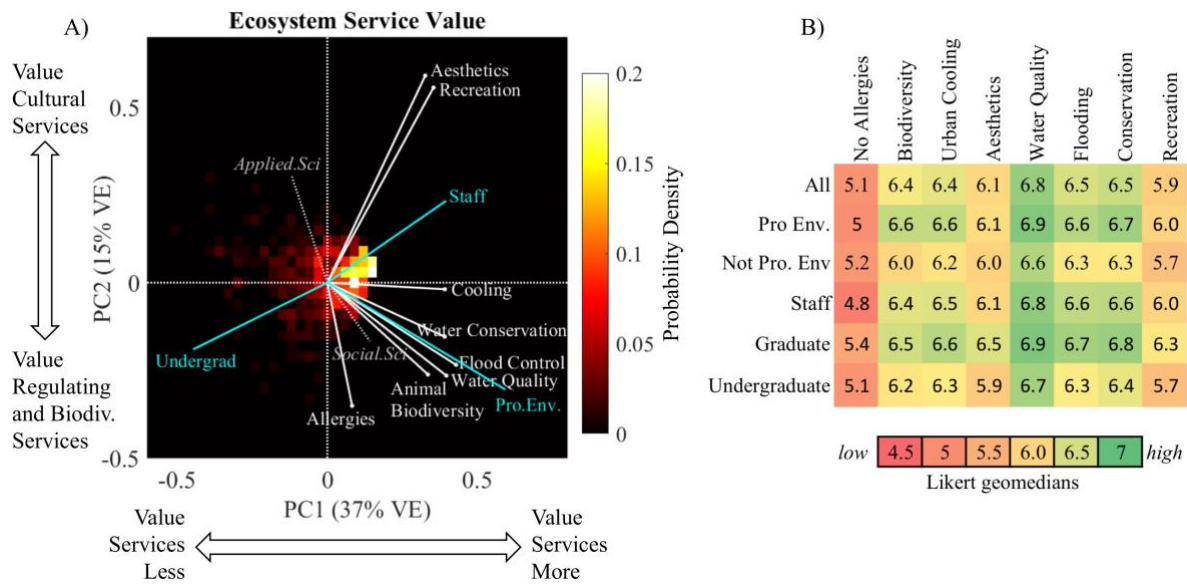 A)
Ecosystem Service Value
Value
Cultural
Services
Value
Regulating
and Biodiv.
Services
PC2 (15% VE)
0.5
0
-0.5
Aesthetics
Recreation
Applied.Sci
Staff
Cooling
Water Conservation
Social.Sci
Flood Control
Water Quality
Animal
Biodiversity
Pro.Env.
Allergies
Undergrad
-0.5 0 0.5
PC1 (37% VE)
Value
Services
Less
Value
Services
More
0.2
0.15
0.1
0.05
0
Probability Density
B)
No Allergies Biodiversity Urban Cooling Aesthetics Water Quality Flooding Conservation Recreation
All 5.1 6.4 6.4 6.1 6.8 6.5 6.5 5.9
Pro Env. 5 6.6 6.6 6.1 6.9 6.6 6.7 6.0
Not Pro. Env 5.2 6.0 6.2 6.0 6.6 6.3 6.3 5.7
Staff 4.8 6.4 6.5 6.1 6.8 6.6 6.6 6.0
Graduate 5.4 6.5 6.6 6.5 6.9 6.7 6.8 6.3
Undergraduate 5.1 6.2 6.3 5.9 6.7 6.3 6.4 5.7
low 4.5 5 5.5 6.0 6.5 7 high
Likert geomedians